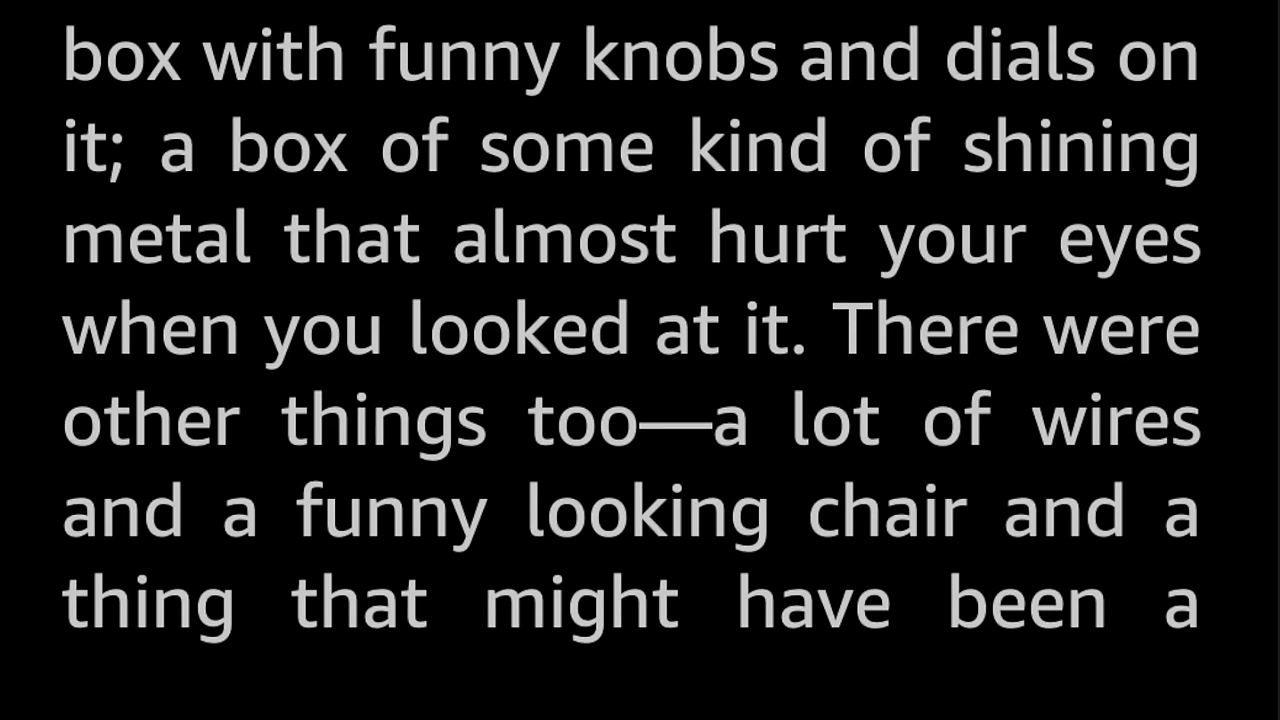 box with funny knobs and dials on
it; a box of some kind of shining
metal that almost hurt your eyes
when you looked at it. There were
other things too—a lot of wires
and a funny looking chair and a
thing that might have been a